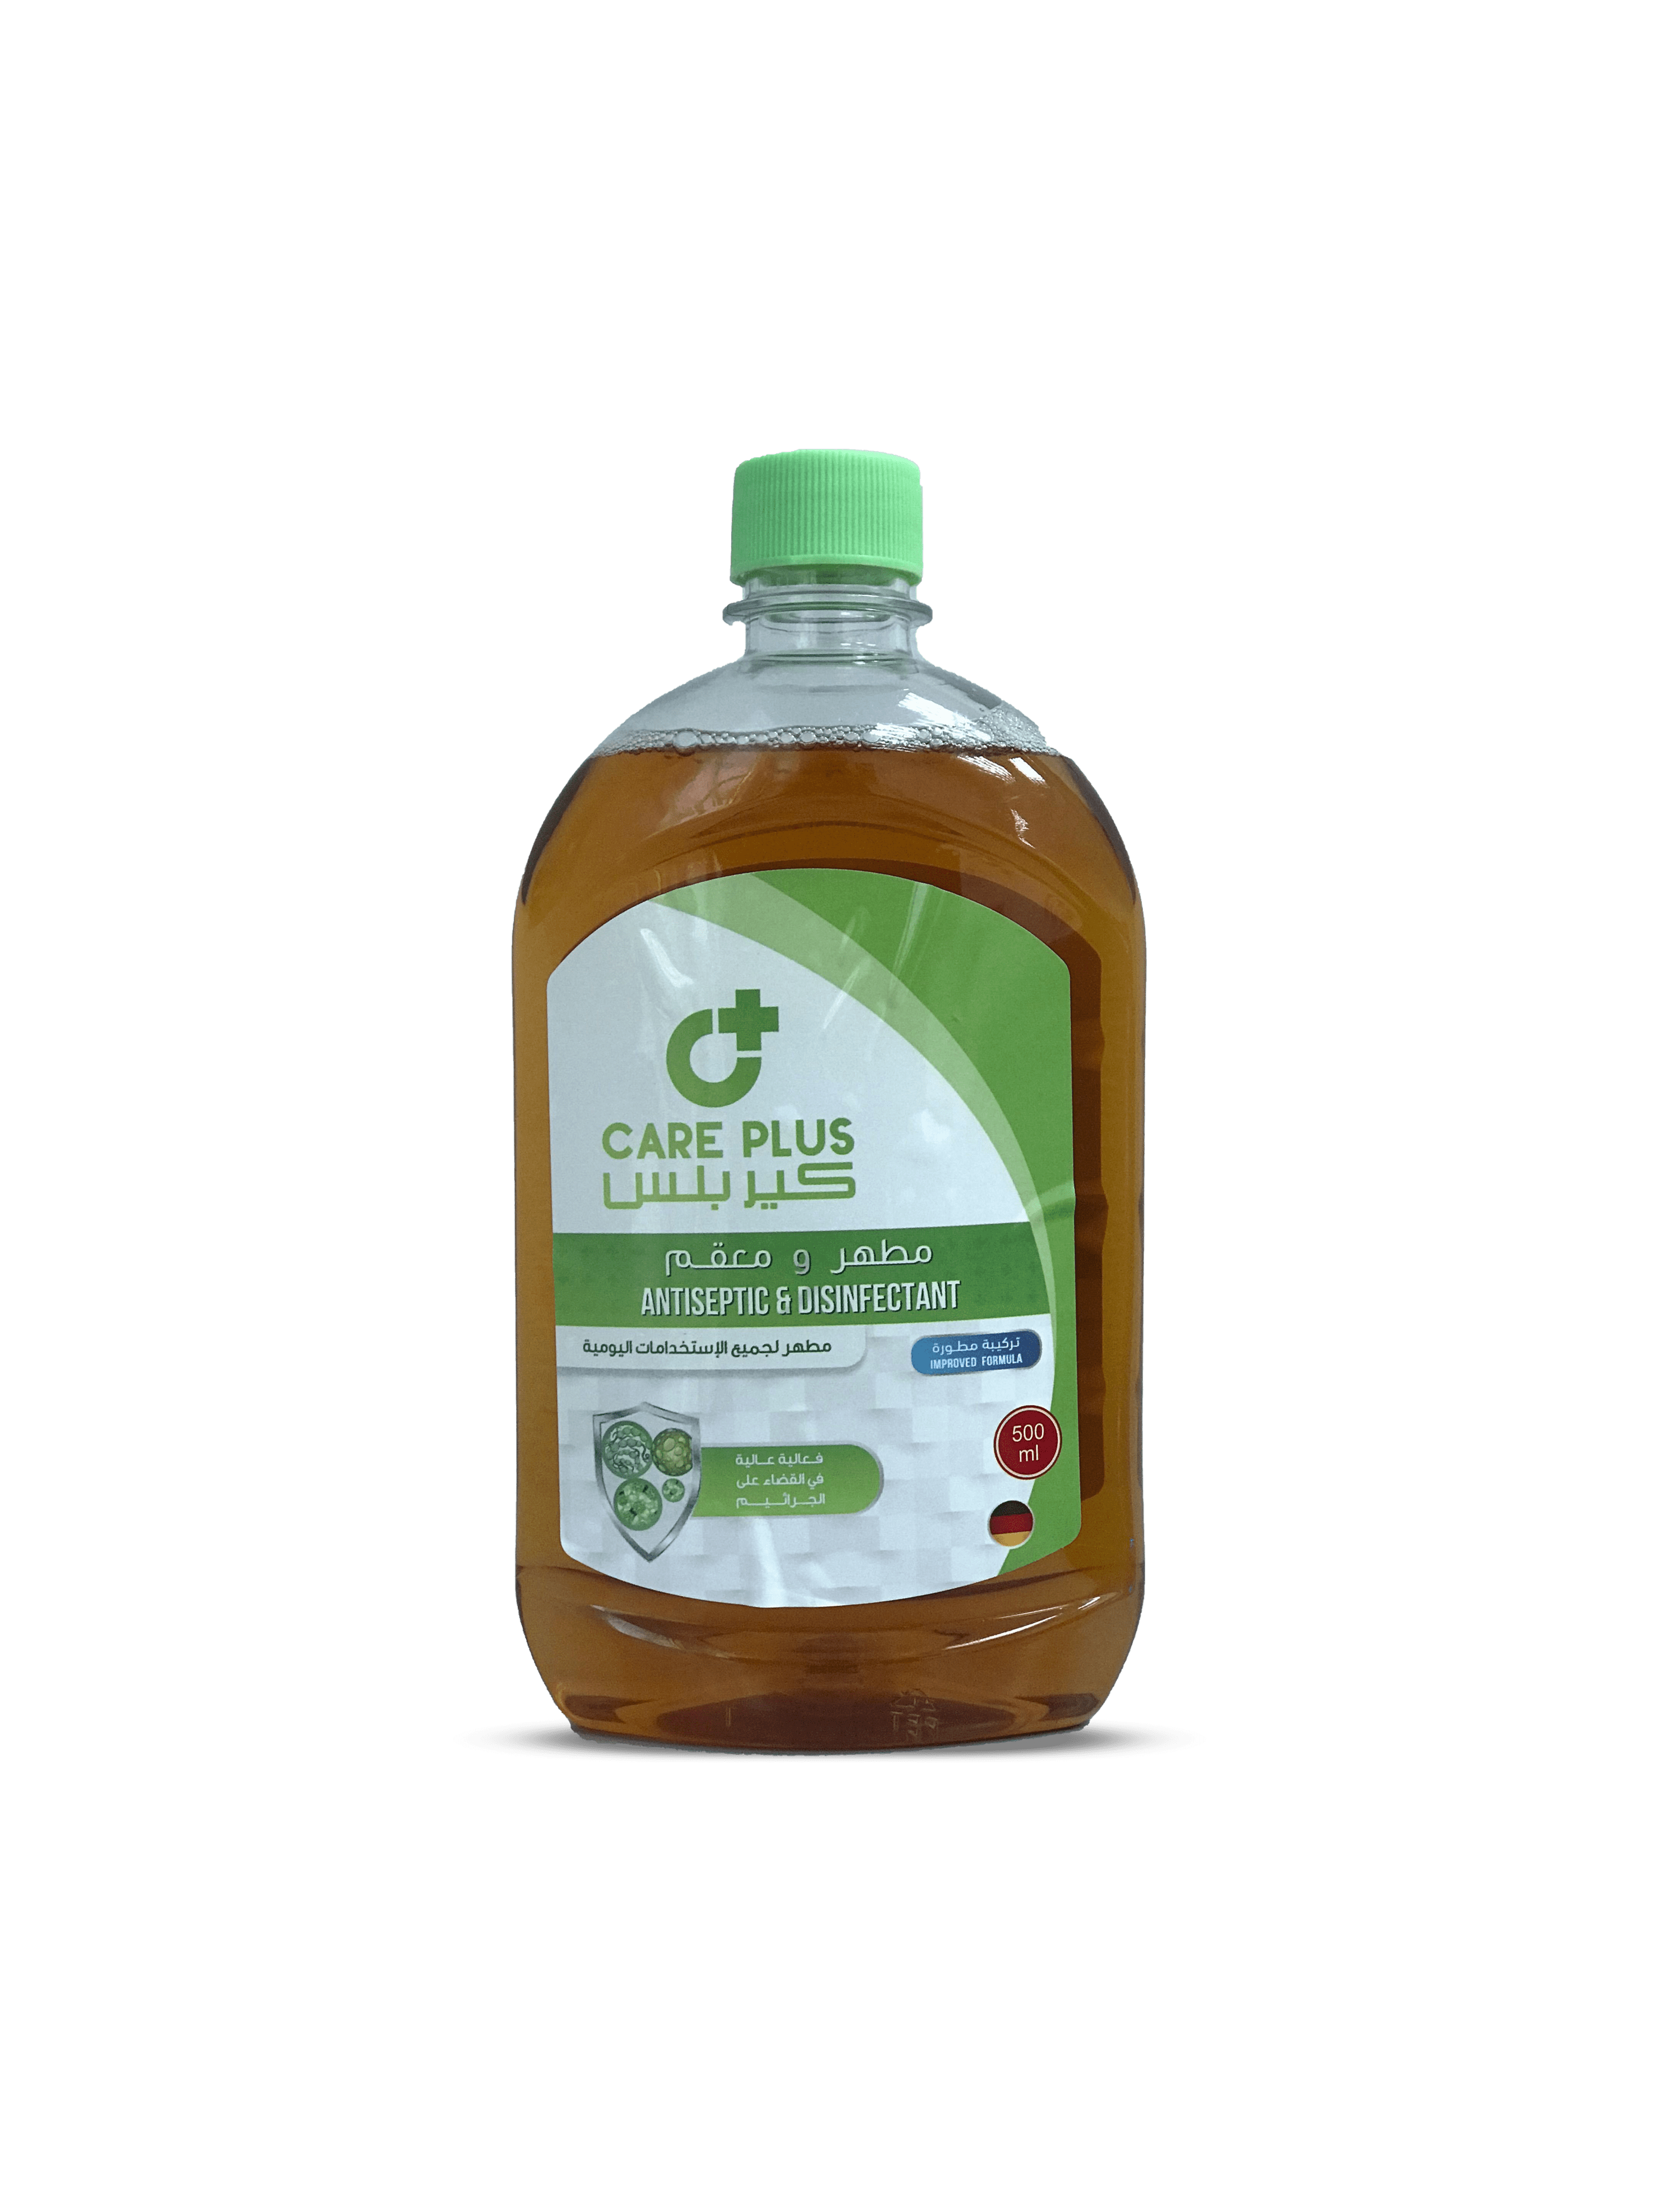 CARE PLUS
كير بلس
مطهر و معقم
ANTISEPTIC & DISINFECTANT
مطهر لجميع الإستخدامات اليومية
تركيبة مطورة
IMPROVED FORMULA
500
ml
فعالية عالية
في القضاء على
الجراثيم